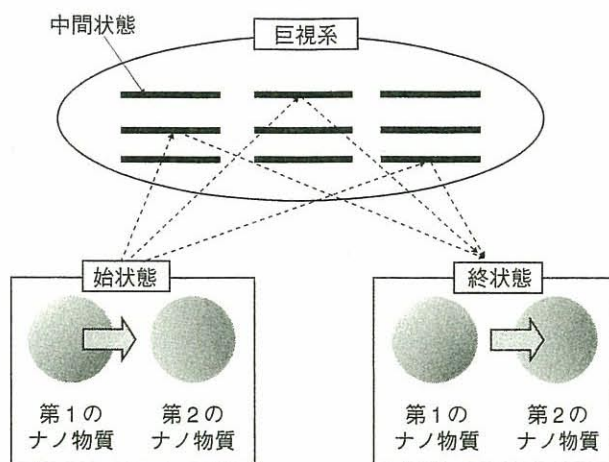 中間状態
巨視系
始状態
第1の
ナノ物質
第2の
ナノ物質
終状態
第1の
ナノ物質
第2の
ナノ物質